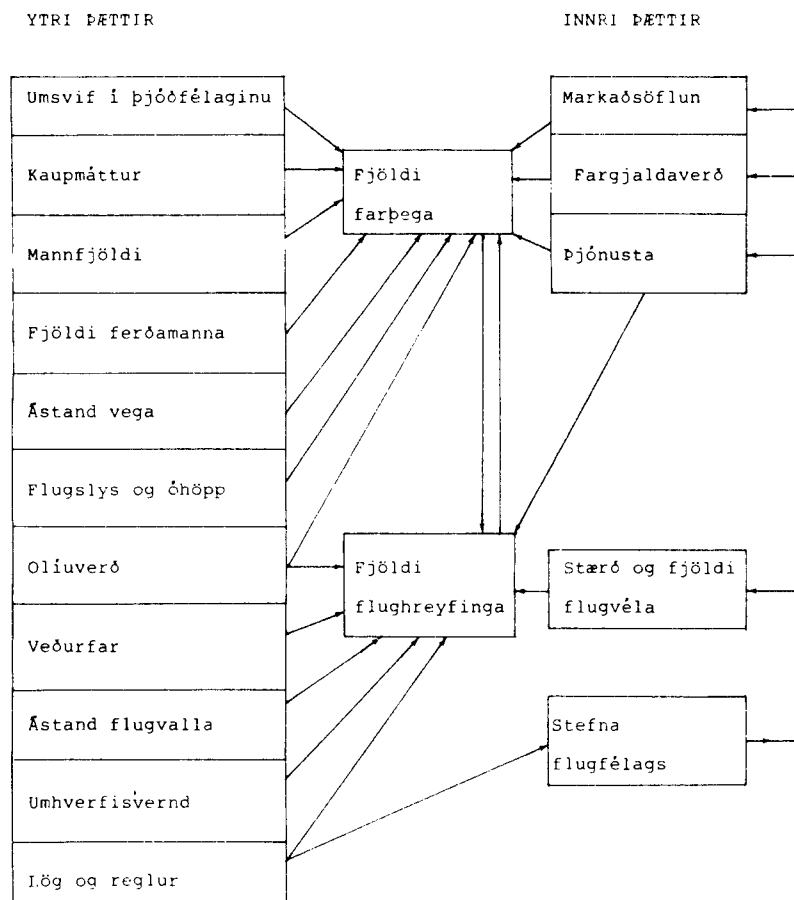 YTRI ÞÆTTIR
INNRI ÞÆTTIR
Umsvif í þjóðfélaginu
Kaupmáttur
Mannfjöldi
Fjöldi ferðamanna
Ástand vega
Flugslys og óhöpp
Olíuverð
Veðurfar
Ástand flugvalla
Umhverfisvernd
Lög og reglur
Fjöldi
farþega
Fjöldi
flughreyfinga
Markaðsöflun
Fargjaldaverð
Þjónusta
Stærð og fjöldi
flugvéla
Stefna
flugfélags